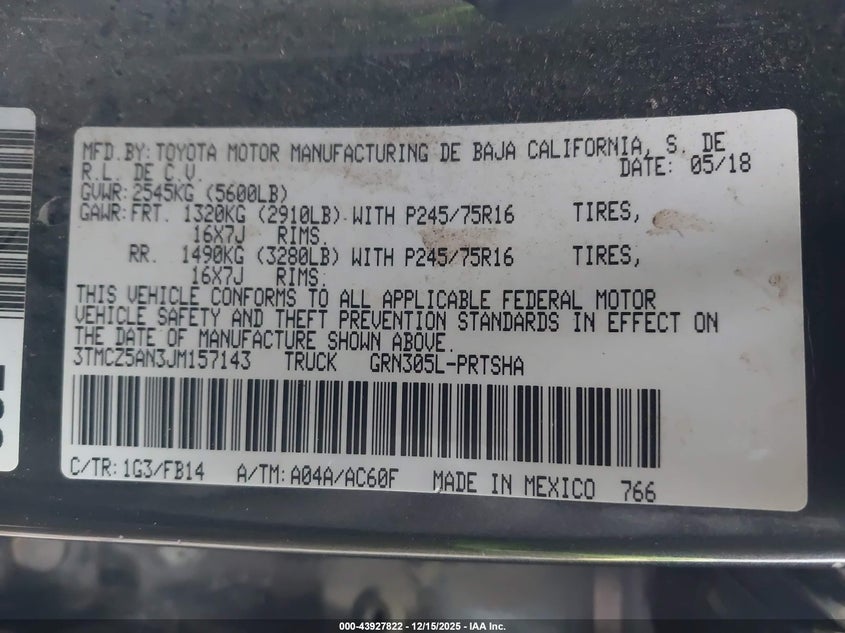 MFD.BY: TOYOTA MOTOR MANUFACTURING DE BAJA CALIFORNIA, S. DE
R.L. DE C.V. DATE: 05/18
GVWR: 2545KG (5600LB)
GAWR: FRT. 1320KG (2910LB) WITH P245/75R16 TIRES,
16X7J RIMS.
RR. 1490KG (3280LB) WITH P245/75R16 TIRES,
16X7J RIMS.
THIS VEHICLE CONFORMS TO ALL APPLICABLE FEDERAL MOTOR
VEHICLE SAFETY AND THEFT PREVENTION STANDARDS IN EFFECT ON
THE DATE OF MANUFACTURE SHOWN ABOVE.
3TMCZ5AN3JM157143 TRUCK GRN305L-PRTSHA
C/TR: 1G3/FB14 A/TM: A04A/AC60F MADE IN MEXICO 766
000-43927822 - 12/15/2025 - IAA Inc.